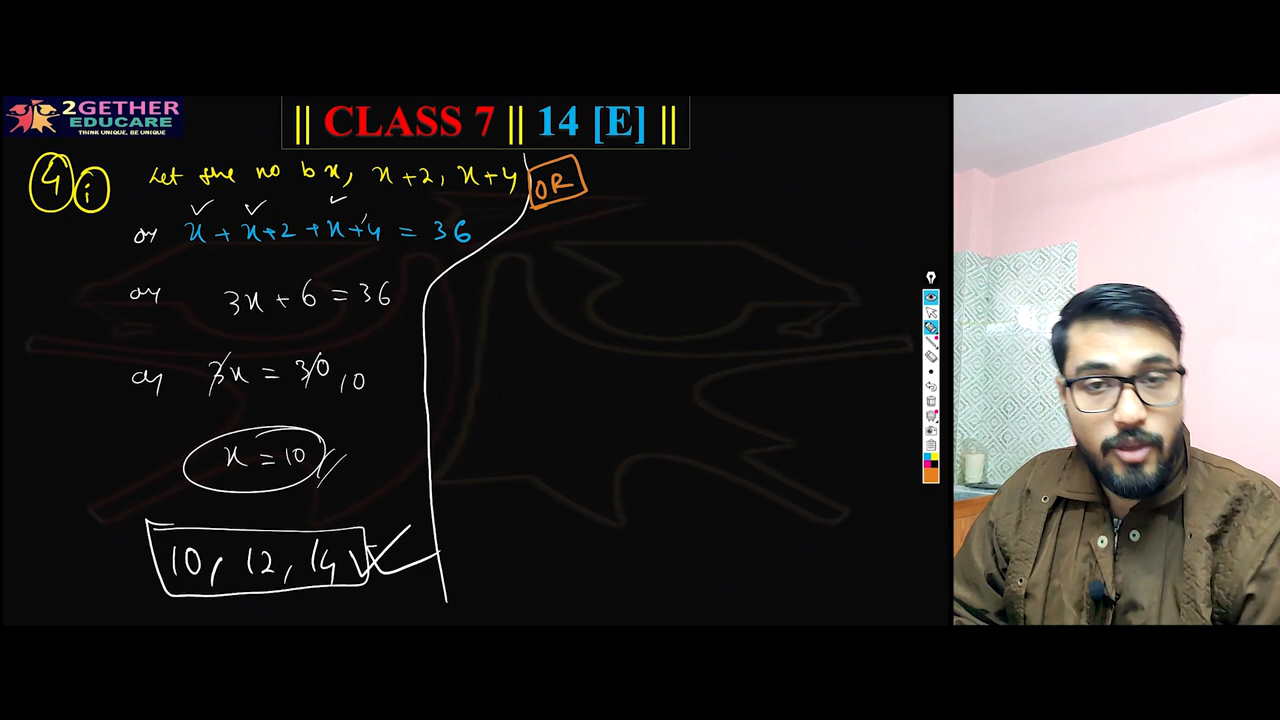 2GETHER
EDUCARE
THINK UNIQUE, BE UNIQUE
|| CLASS 7 || 14 [E] ||
4 i Let the no b x, x+2, x+4
OR
or x + x+2 + x+4 = 36
or 3x + 6 = 36
or 3x = 30 10
x = 10
10, 12, 14